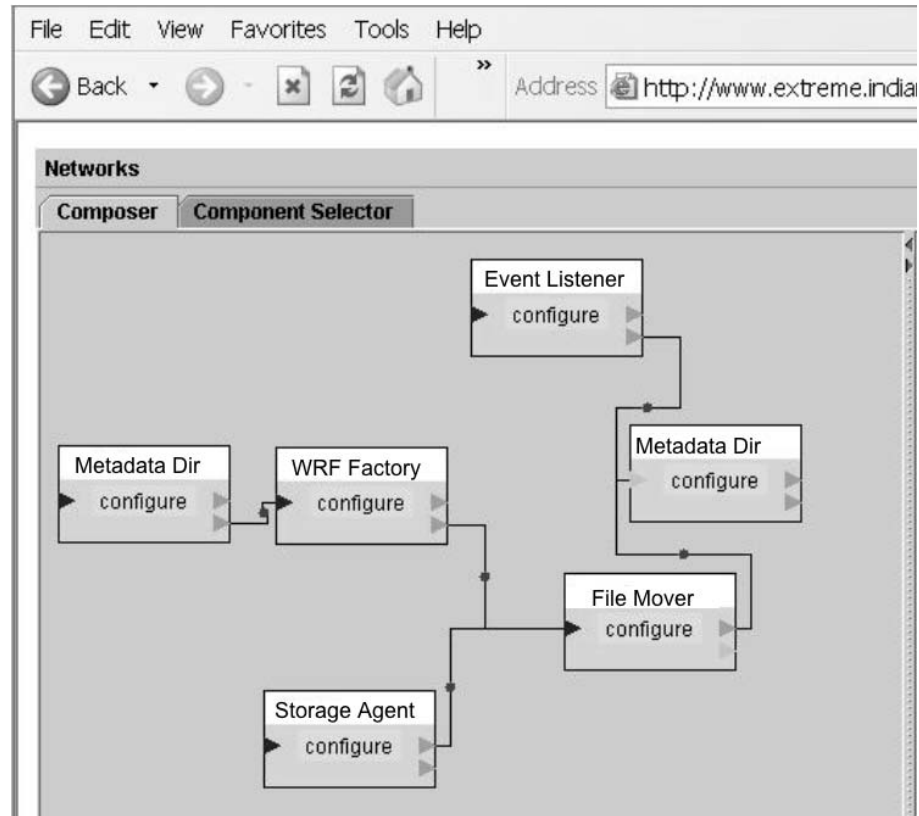 File Edit View Favorites Tools Help
Back » Address http://www.extreme.india
Networks
Composer Component Selector
Event Listener
configure
Metadata Dir
configure
WRF Factory
configure
Metadata Dir
configure
File Mover
configure
Storage Agent
configure